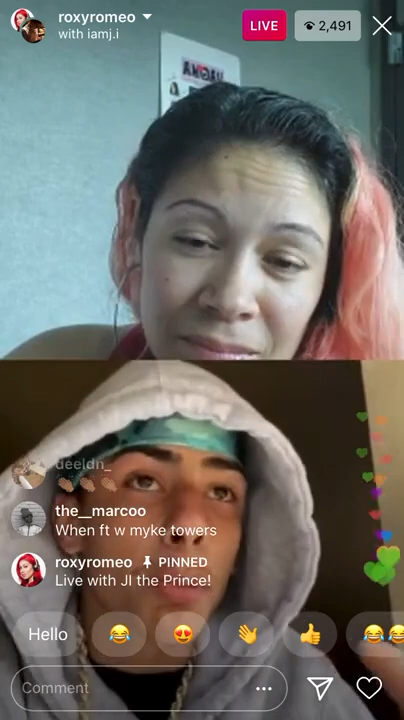 roxyromeo
with iamj.i
LIVE
2,491
deeldn_
the__marcoo
When ft w myke towers
roxyromeo PINNED
Live with JI the Prince!
Hello
Comment